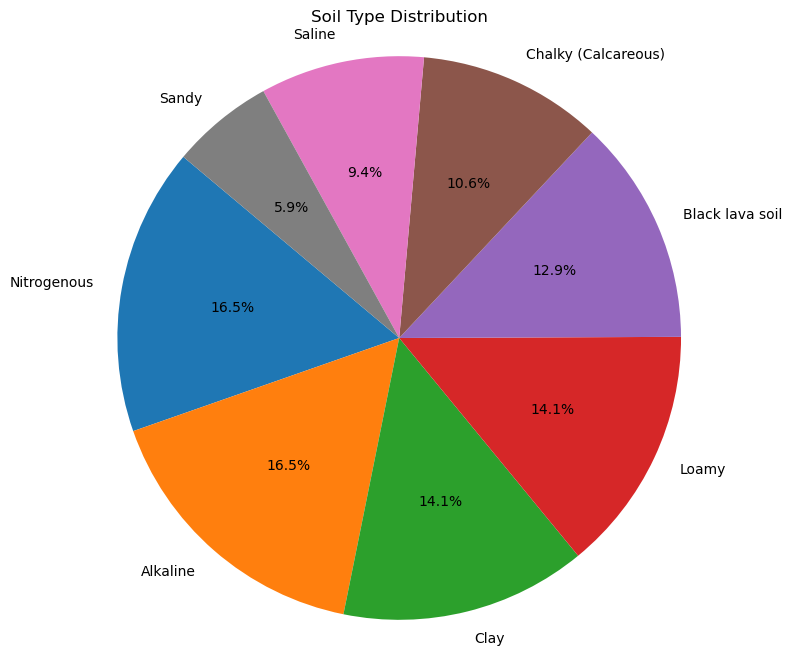 Soil Type Distribution
Saline
Chalky (Calcareous)
Sandy
9.4%
10.6%
5.9%
Black lava soil
12.9%
Nitrogenous
16.5%
14.1%
16.5%
Loamy
14.1%
Alkaline
Clay